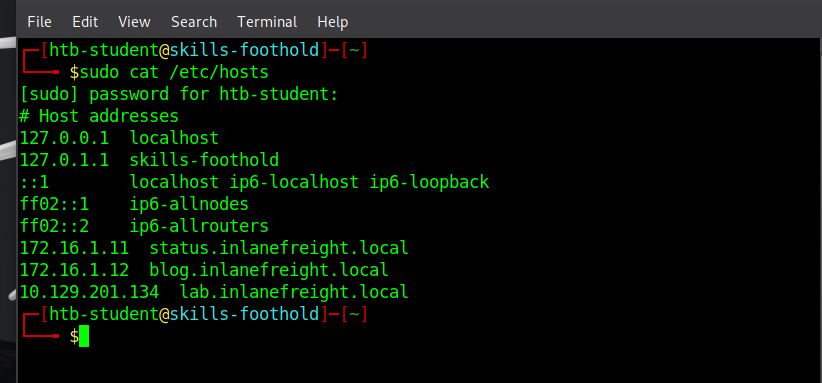 File Edit View Search Terminal Help
┌─[htb-student@skills-foothold]─[~]
└──╼ $sudo cat /etc/hosts
[sudo] password for htb-student:
# Host addresses
127.0.0.1  localhost
127.0.1.1  skills-foothold
::1        localhost ip6-localhost ip6-loopback
ff02::1    ip6-allnodes
ff02::2    ip6-allrouters
172.16.1.11  status.inlanefreight.local
172.16.1.12  blog.inlanefreight.local
10.129.201.134  lab.inlanefreight.local
┌─[htb-student@skills-foothold]─[~]
└──╼ $